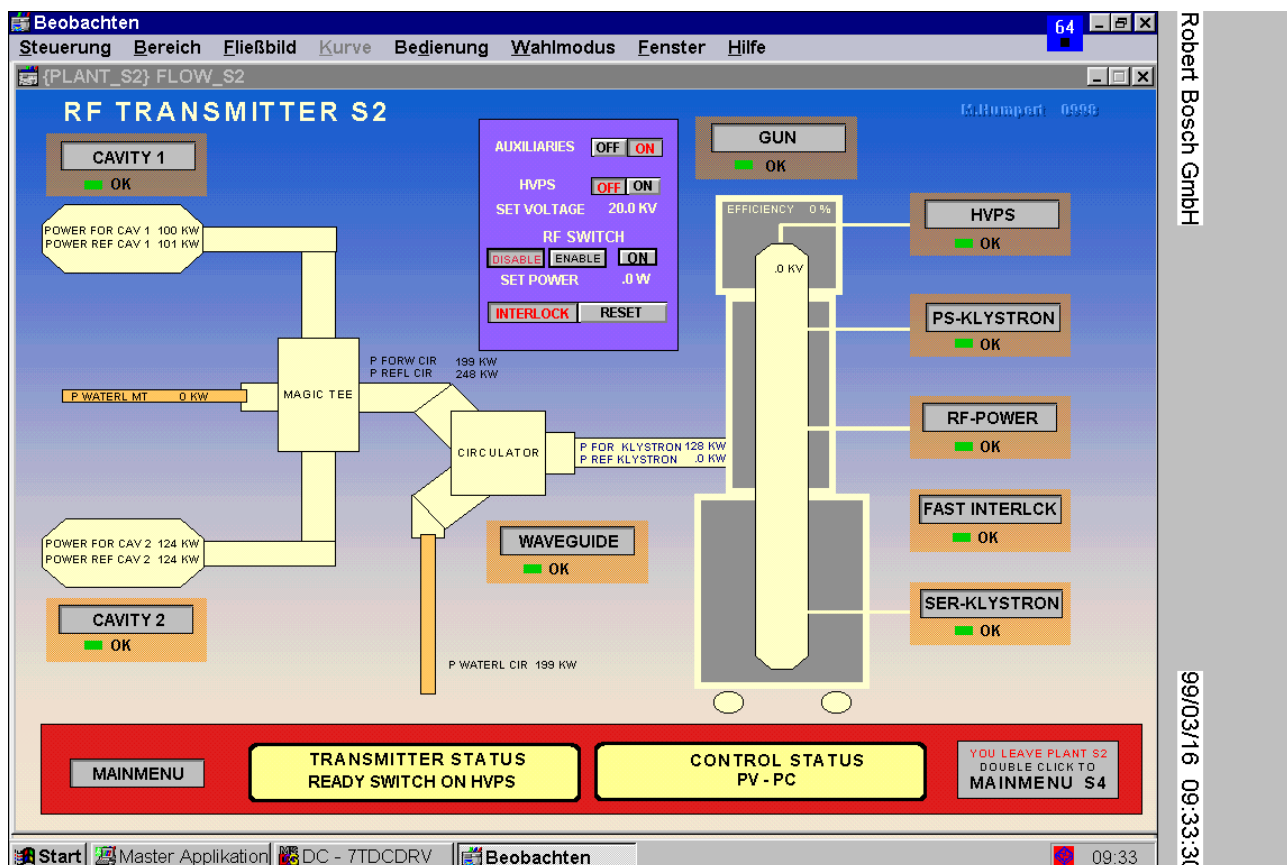 Beobachten
64
Steuerung Bereich Fließbild Kurve Bedienung Wahlmodus Fenster Hilfe
{PLANT_S2} FLOW_S2
RF TRANSMITTER S2
M.Rumpert 0998
CAVITY 1
OK
POWER FOR CAV 1 100 KW
POWER REF CAV 1 101 KW
AUXILIARIES OFF ON
HVPS OFF ON
SET VOLTAGE 20.0 KV
RF SWITCH
DISABLE ENABLE ON
SET POWER .0 W
INTERLOCK RESET
GUN
OK
EFFICIENCY 0 %
.0 KV
HVPS
OK
PS-KLYSTRON
OK
P FORW CIR 199 KW
P REFL CIR 248 KW
P WATERL MT 0 KW
MAGIC TEE
CIRCULATOR
P FOR KLYSTRON 128 KW
P REF KLYSTRON .0 KW
RF-POWER
OK
FAST INTERLCK
OK
WAVEGUIDE
OK
POWER FOR CAV 2 124 KW
POWER REF CAV 2 124 KW
CAVITY 2
OK
SER-KLYSTRON
OK
P WATERL CIR 199 KW
MAINMENU
TRANSMITTER STATUS
READY SWITCH ON HVPS
CONTROL STATUS
PV - PC
YOU LEAVE PLANT S2
DOUBLE CLICK TO
MAINMENU S4
Start Master Applikation DC - 7TDCDRV Beobachten 09:33
Robert Bosch GmbH
99/03/16 09:33:30